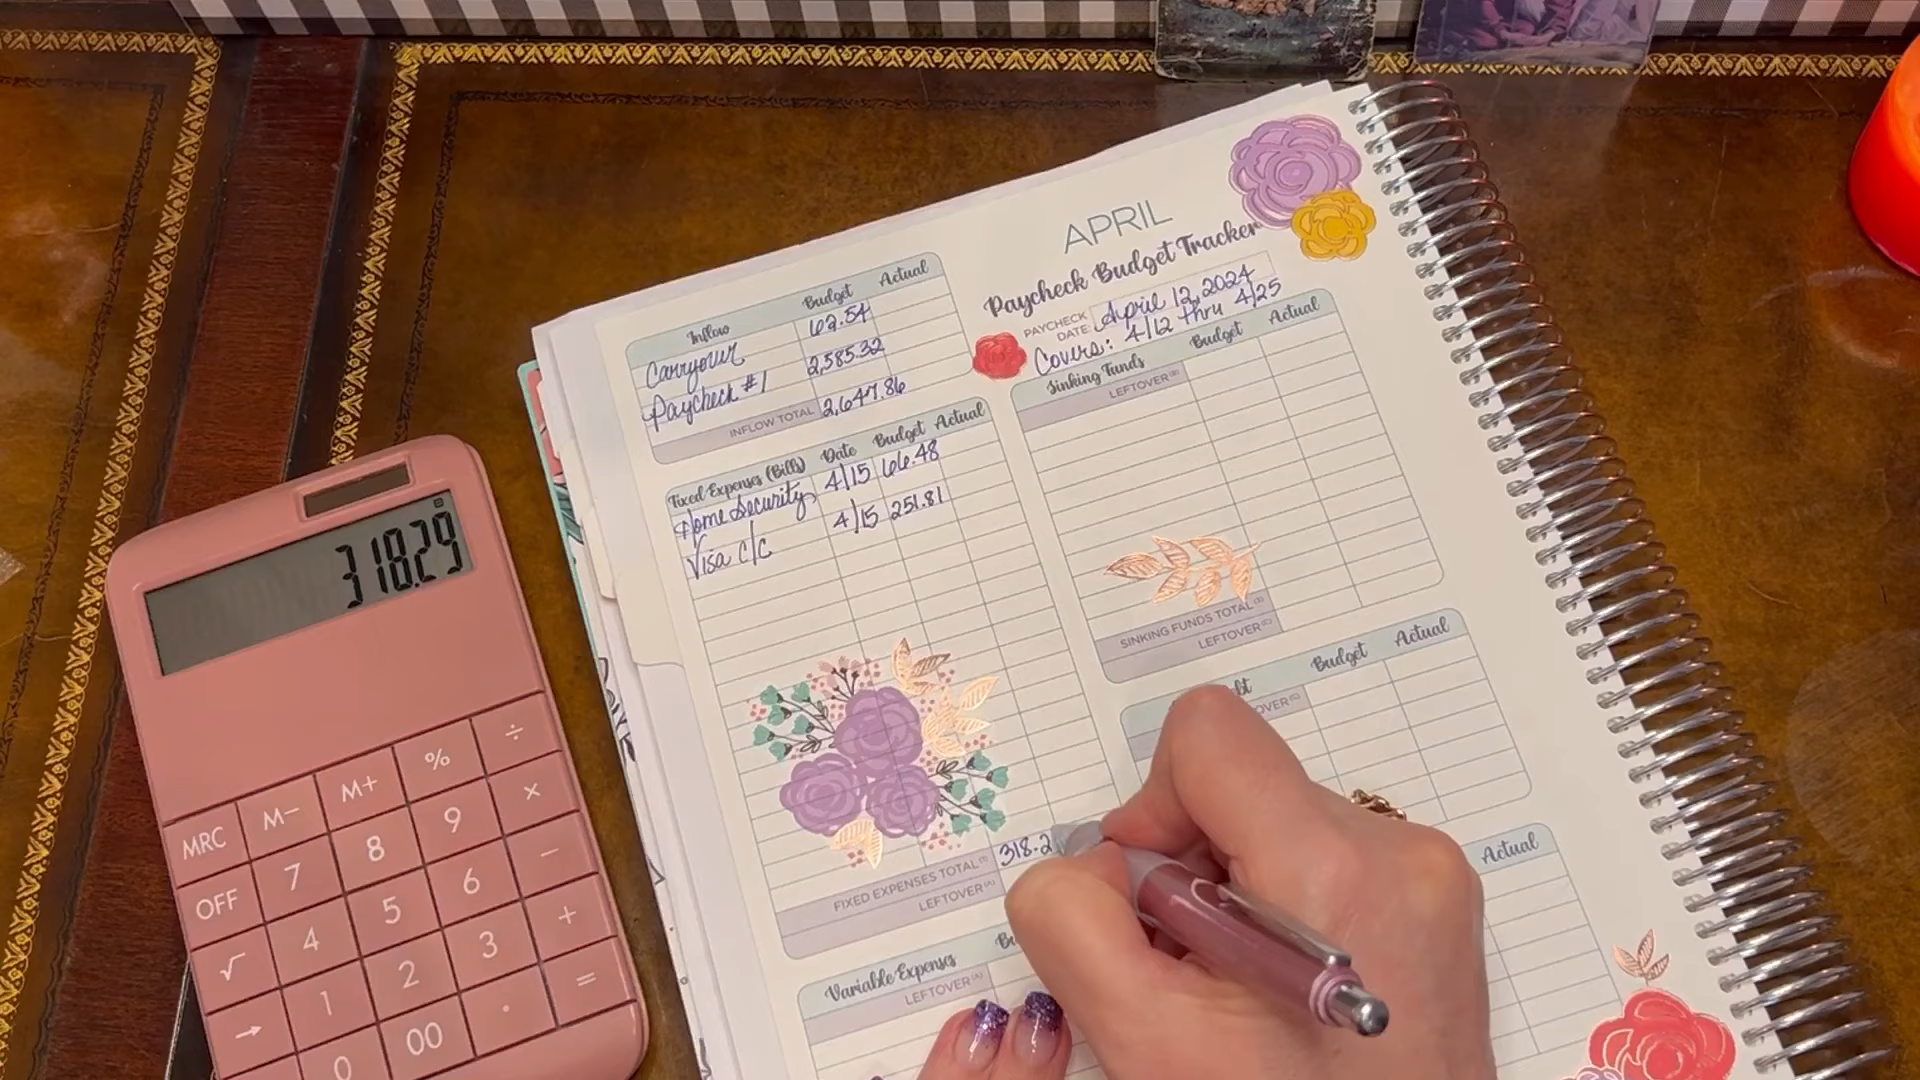 APRIL
Paycheck Budget Tracker
PAYCHECK DATE: April 12, 2024
Covers: 4/12 thru 4/25
Inflow Budget Actual
Carryover 62.54
Paycheck #1 2,585.32
INFLOW TOTAL 2,647.86
Fixed Expenses (Bills) Date Budget Actual
Home Security 4/15 66.48
Visa c/c 4/15 251.81
FIXED EXPENSES TOTAL 318.2
LEFTOVER (A)
Variable Expenses
LEFTOVER (A)
Sinking Funds Budget Actual
LEFTOVER (B)
SINKING FUNDS TOTAL
LEFTOVER (C)
Budget Actual
Actual
318.29
MRC M- M+ % ÷
OFF 7 8 9 ×
√ 4 5 6 −
→ 1 2 3 +
0 00 . =